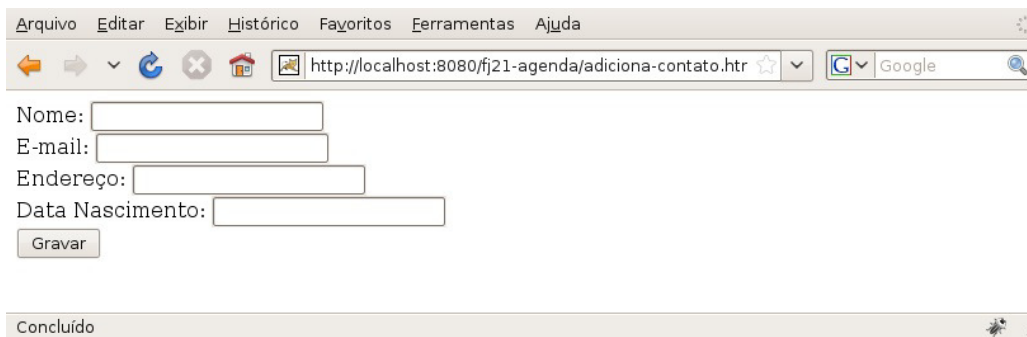 Arquivo Editar Exibir Histórico Favoritos Ferramentas Ajuda
http://localhost:8080/fj21-agenda/adiciona-contato.htr G Google
Nome:
E-mail:
Endereço:
Data Nascimento:
Gravar
Concluído